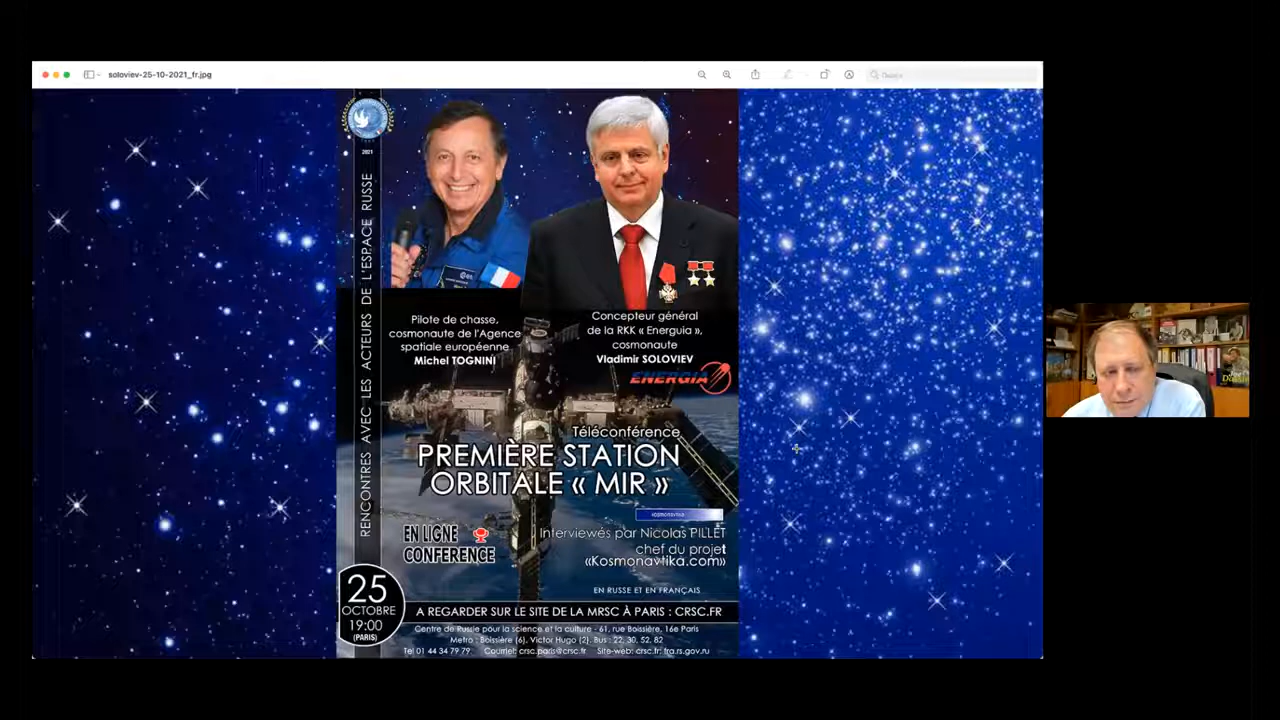 soloviev-25-10-2021_fr.jpg
Поиск
2021
RENCONTRES AVEC LES ACTEURS DE L'ESPACE RUSSE
esa
Pilote de chasse,
cosmonaute de l'Agence
spatiale européenne
Michel TOGNINI
Concepteur général
de la RKK « Energuia »,
cosmonaute
Vladimir SOLOVIEV
ENERGIA
Téléconférence
PREMIÈRE STATION
ORBITALE « MIR »
EN LIGNE
CONFERENCE
kosmonavtika
Interviewés par Nicolas PILLET
chef du projet
«Kosmonavtika.com»
EN RUSSE ET EN FRANÇAIS
25
OCTOBRE
19:00
(PARIS)
A REGARDER SUR LE SITE DE LA MRSC À PARIS : CRSC.FR
Centre de Russie pour la science et la culture - 61, rue Boissière, 16e Paris
Metro : Boissière (6), Victor Hugo (2), Bus : 22, 30, 52, 82
Tel 01 44 34 79 79 Courriel: crsc.paris@crsc.fr Site-web: crsc.fr; fra.rs.gov.ru